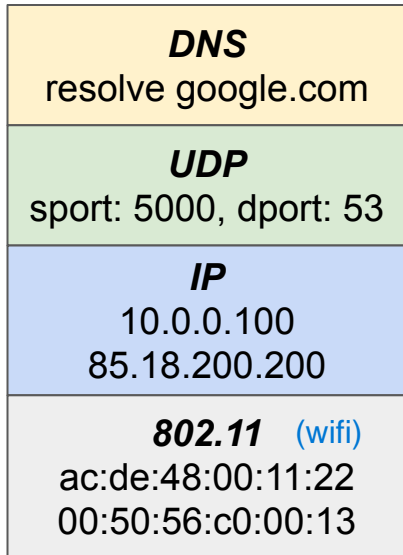 DNS
resolve google.com
UDP
sport: 5000, dport: 53
IP
10.0.0.100
85.18.200.200
802.11 (wifi)
ac:de:48:00:11:22
00:50:56:c0:00:13